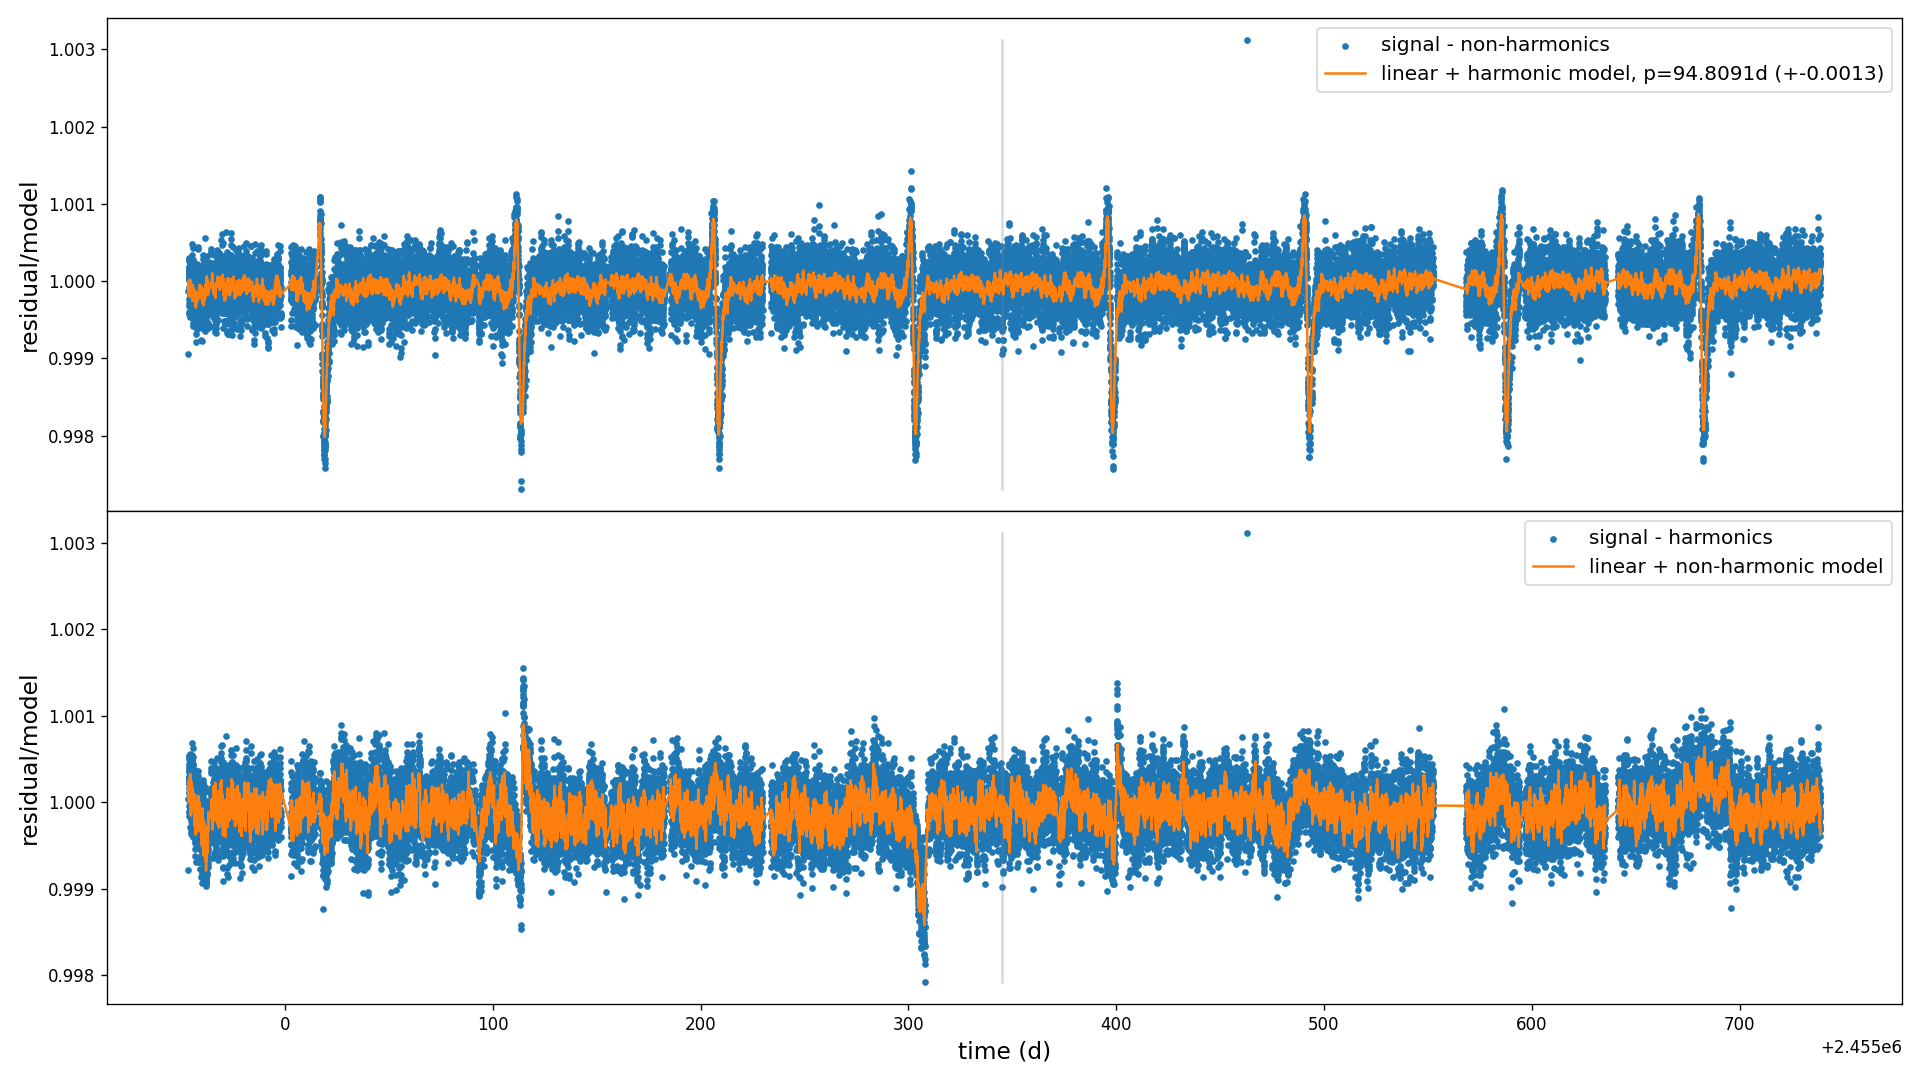 signal - non-harmonics
linear + harmonic model, p=94.8091d (+-0.0013)
residual/model
1.003
1.002
1.001
1.000
0.999
0.998
signal - harmonics
linear + non-harmonic model
residual/model
1.003
1.002
1.001
1.000
0.999
0.998
0 100 200 300 400 500 600 700
time (d)
+2.455e6